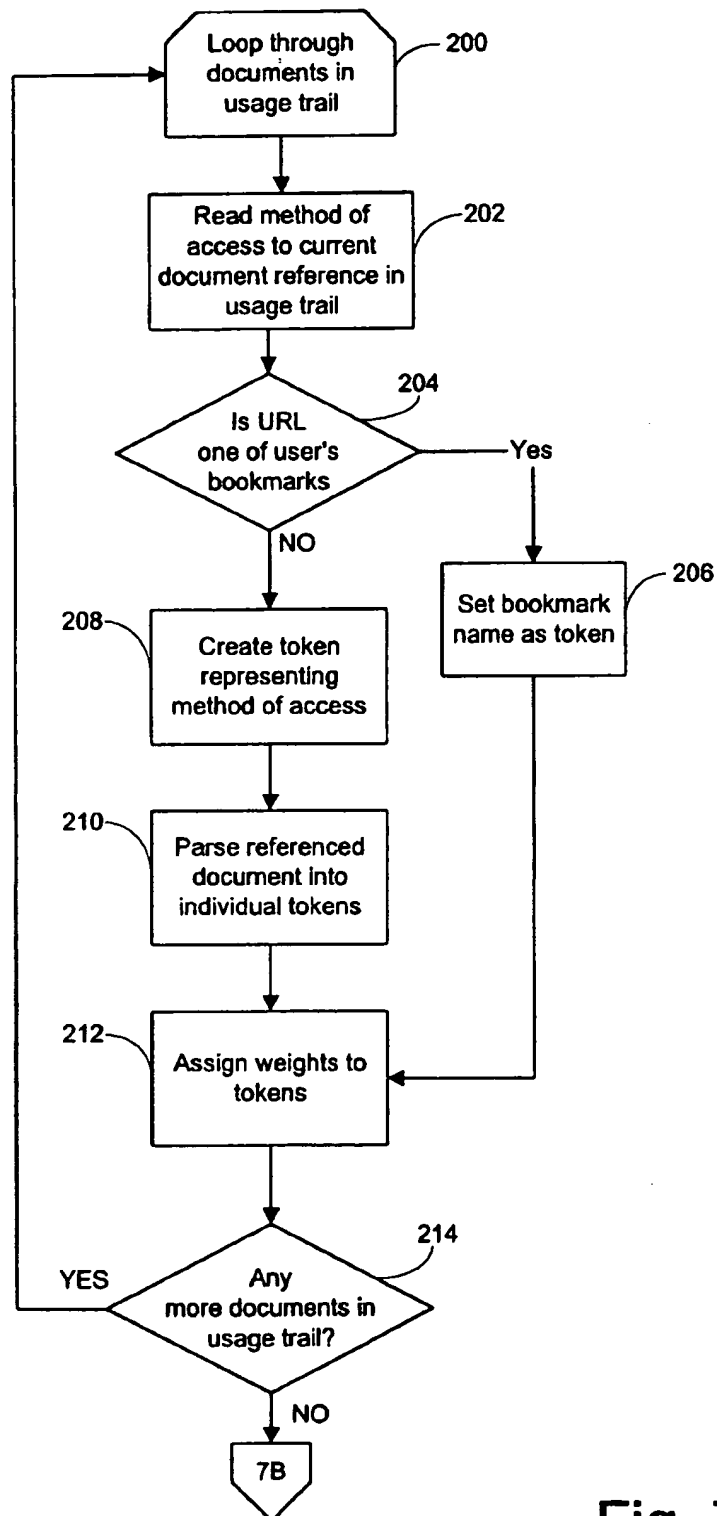 Loop through
documents in
usage trail
200
Read method of
access to current
document reference in
usage trail
202
204
Is URL
one of user's
bookmarks
Yes
NO
206
Set bookmark
name as token
208
Create token
representing
method of access
210
Parse referenced
document into
individual tokens
212
Assign weights to
tokens
214
YES
Any
more documents in
usage trail?
NO
7B
Fig.